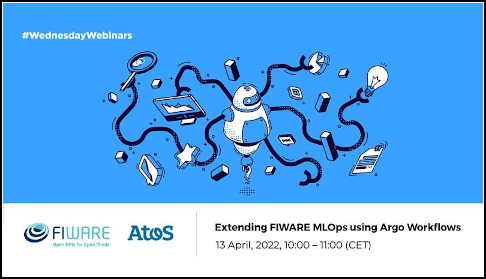 #WednesdayWebinars
FIWARE
Open APIs for Open Minds
Atos
Extending FIWARE MLOps using Argo Workflows
13 April, 2022, 10:00 – 11:00 (CET)